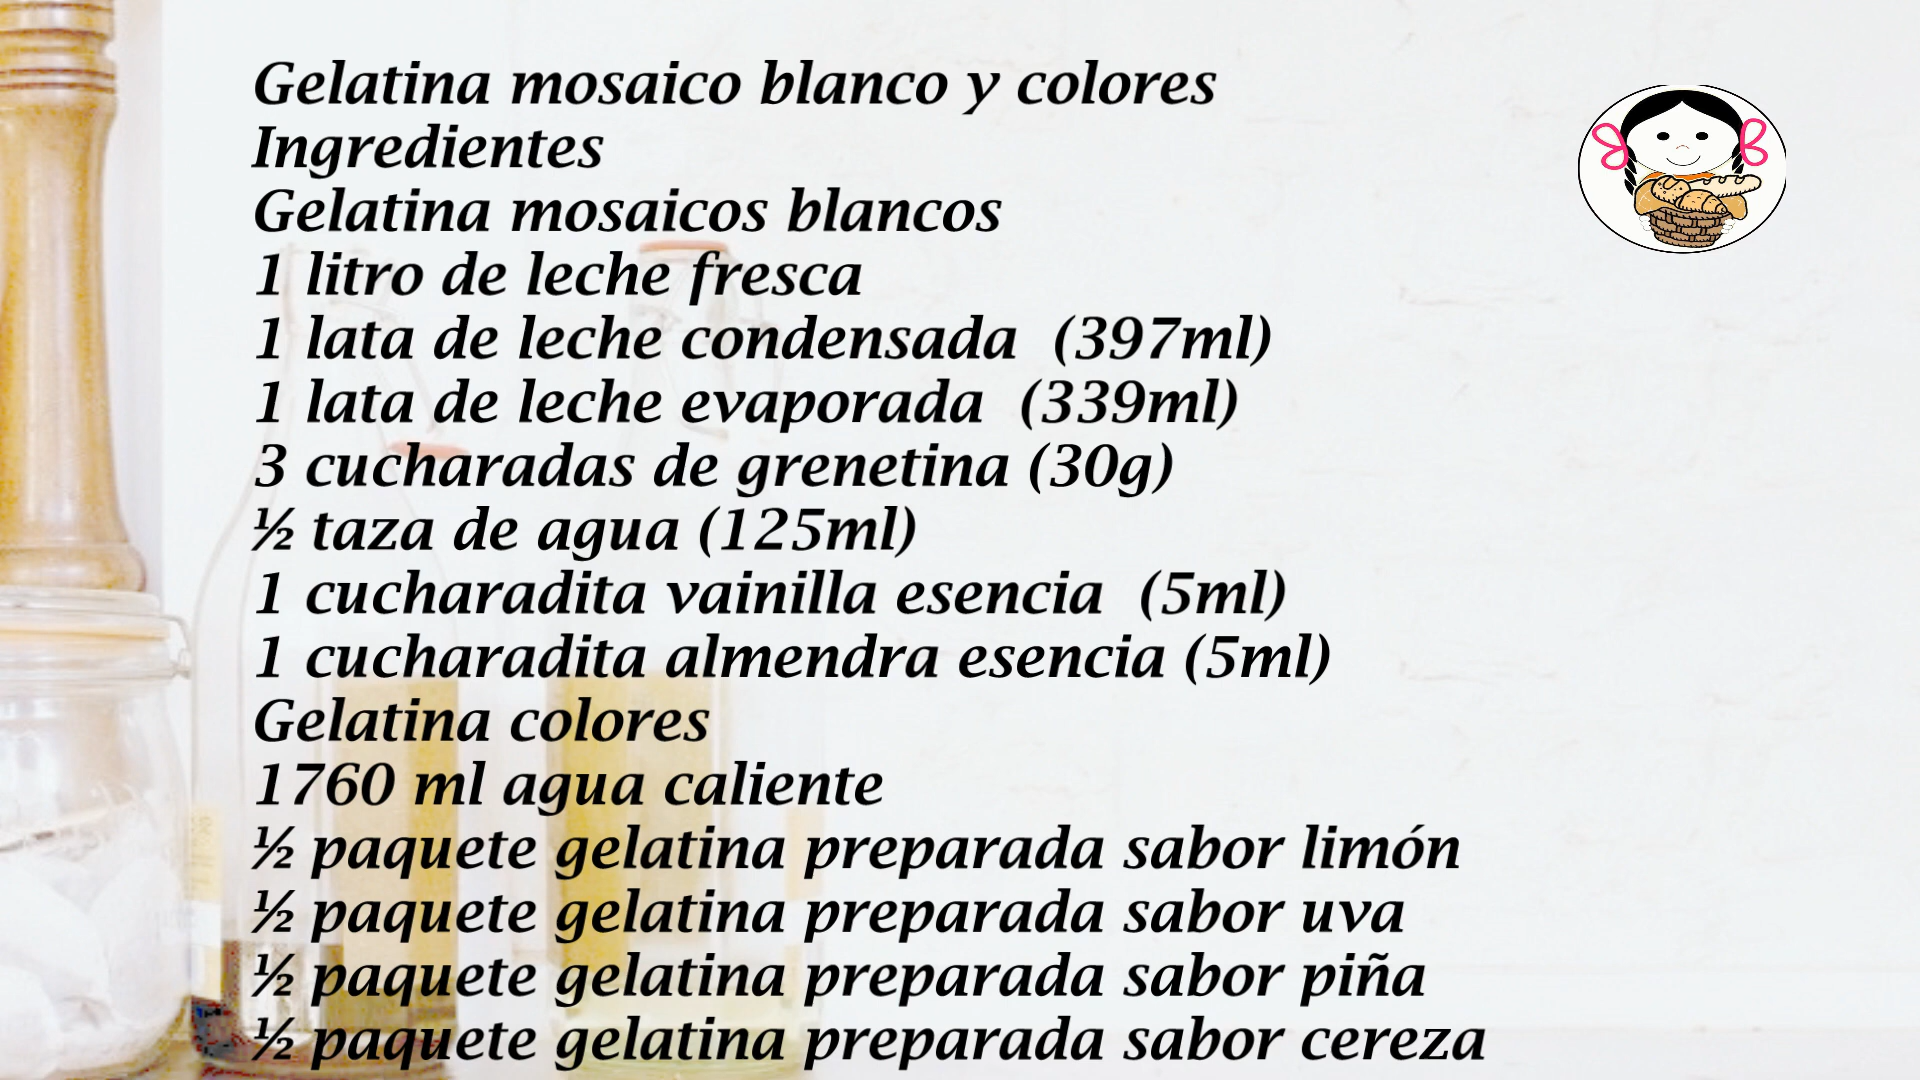 Gelatina mosaico blanco y colores
Ingredientes
Gelatina mosaicos blancos
1 litro de leche fresca
1 lata de leche condensada  (397ml)
1 lata de leche evaporada  (339ml)
3 cucharadas de grenetina (30g)
½ taza de agua (125ml)
1 cucharadita vainilla esencia  (5ml)
1 cucharadita almendra esencia (5ml)
Gelatina colores
1760 ml agua caliente
½ paquete gelatina preparada sabor limón
½ paquete gelatina preparada sabor uva
½ paquete gelatina preparada sabor piña
½ paquete gelatina preparada sabor cereza